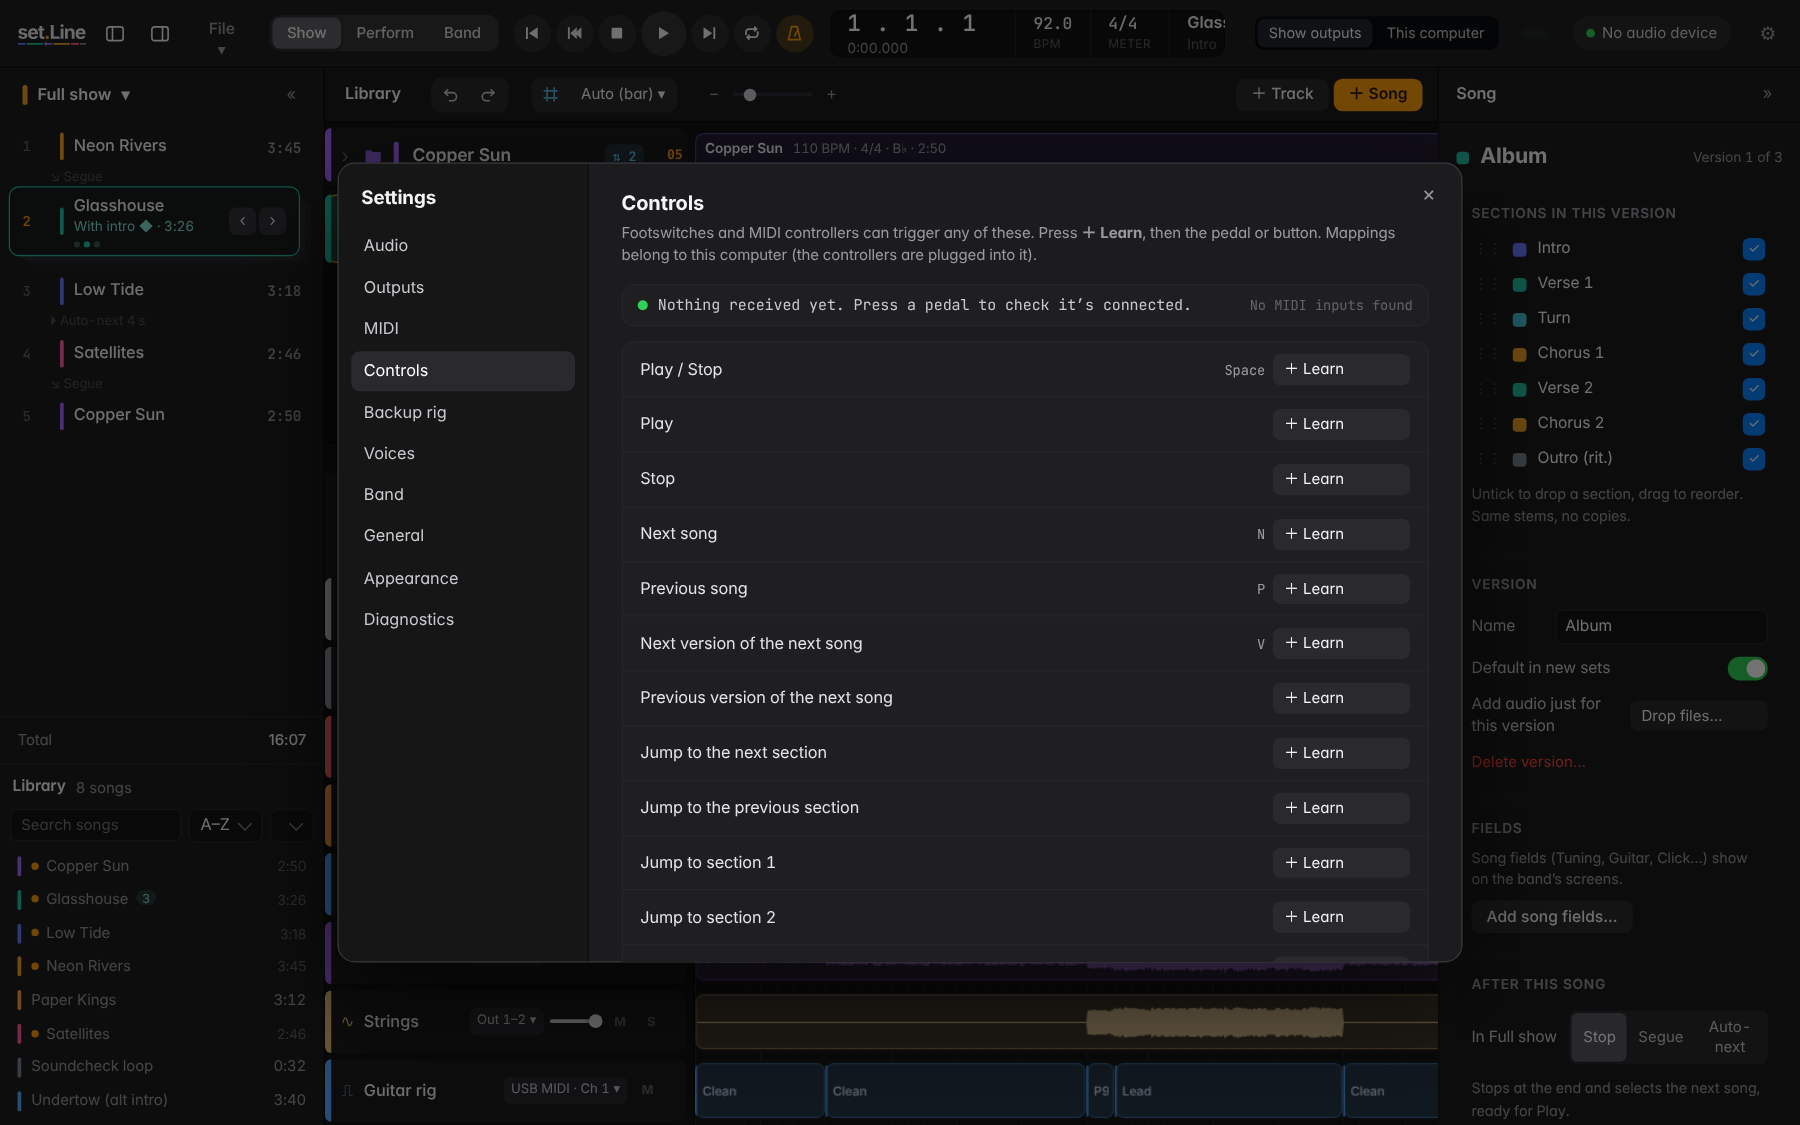 set.Line
File
▾
Show
Perform
Band
1 . 1 . 1
0:00.000
92.0
BPM
4/4
METER
Glass
Intro
Show outputs
This computer
No audio device
Full show ▾
«
1
Neon Rivers
3:45
Segue
2
Glasshouse
With intro ◆ · 3:26
3
Low Tide
3:18
Auto-next 4 s
4
Satellites
2:46
Segue
5
Copper Sun
2:50
Total
16:07
Library
8 songs
Search songs
A–Z
Copper Sun
2:50
Glasshouse
3
3:26
Low Tide
3:18
Neon Rivers
3:45
Paper Kings
3:12
Satellites
2:46
Soundcheck loop
0:32
Undertow (alt intro)
3:40
Library
Auto (bar) ▾
− +
+ Track
+ Song
Copper Sun
2
05
Copper Sun 110 BPM · 4/4 · B♭ · 2:50
Settings
Audio
Outputs
MIDI
Controls
Backup rig
Voices
Band
General
Appearance
Diagnostics
Controls
×
Footswitches and MIDI controllers can trigger any of these. Press + Learn, then the pedal or button. Mappings
belong to this computer (the controllers are plugged into it).
Nothing received yet. Press a pedal to check it’s connected.
No MIDI inputs found
Play / Stop
Space
+ Learn
Play
+ Learn
Stop
+ Learn
Next song
N
+ Learn
Previous song
P
+ Learn
Next version of the next song
V
+ Learn
Previous version of the next song
+ Learn
Jump to the next section
+ Learn
Jump to the previous section
+ Learn
Jump to section 1
+ Learn
Jump to section 2
+ Learn
Strings
Out 1–2 ▾
M S
Guitar rig
USB MIDI · Ch 1 ▾
M
Clean
Clean
P9
Lead
Clean
Song
»
Album
Version 1 of 3
SECTIONS IN THIS VERSION
Intro
Verse 1
Turn
Chorus 1
Verse 2
Chorus 2
Outro (rit.)
Untick to drop a section, drag to reorder.
Same stems, no copies.
VERSION
Name
Album
Default in new sets
Add audio just for
this version
Drop files…
Delete version…
FIELDS
Song fields (Tuning, Guitar, Click…) show
on the band’s screens.
Add song fields…
AFTER THIS SONG
In Full show
Stop
Segue
Auto-
next
Stops at the end and selects the next song,
ready for Play.